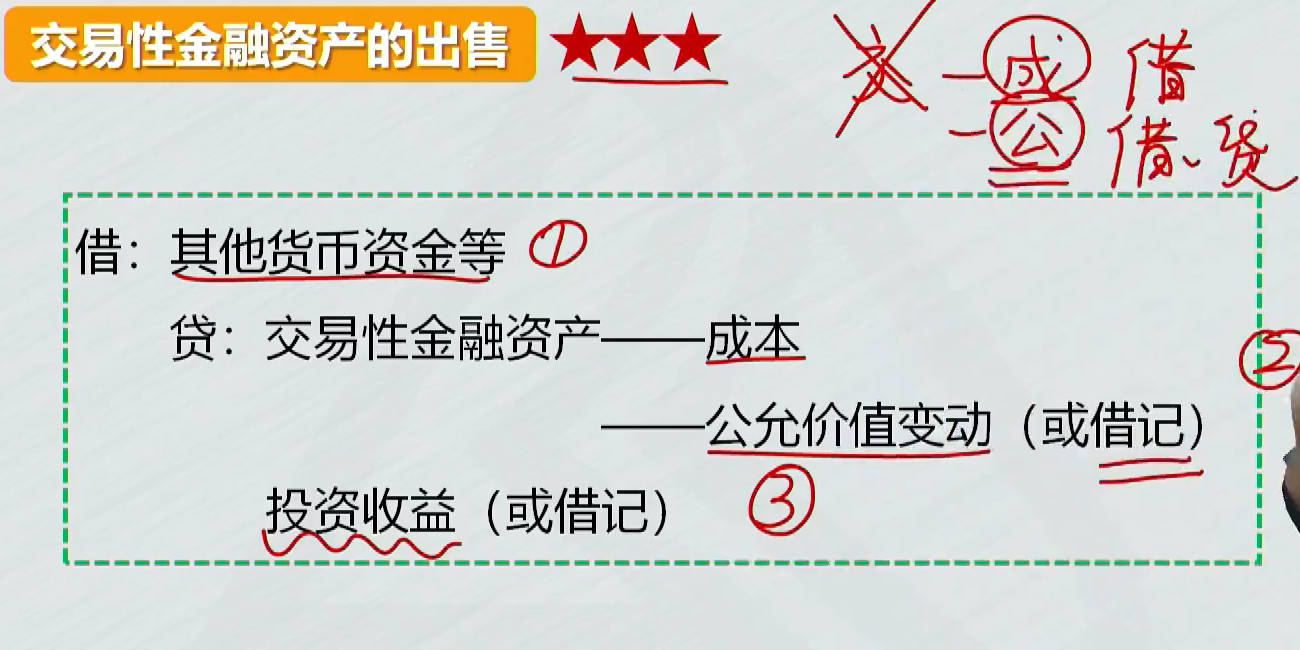 交易性金融资产的出售
交 —成 借
—公 借、贷
借：其他货币资金等 ①
贷：交易性金融资产——成本
②
——公允价值变动（或借记）
投资收益（或借记） ③